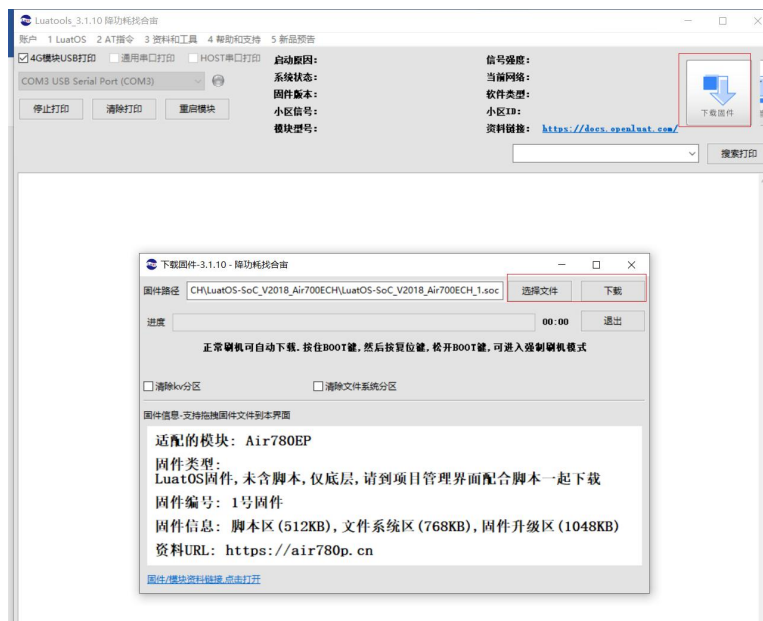 Luatools_3.1.10 降功耗找合宙
账户 1 LuatOS 2 AT指令 3 资料和工具 4 帮助和支持 5 新品预告
4G模块USB打印 通用串口打印 HOST串口打印
COM3 USB Serial Port (COM3)
停止打印 清除打印 重启模块
启动原因:
系统状态:
固件版本:
小区信号:
模块型号:
信号强度:
当前网络:
软件类型:
小区ID:
资料链接: https://docs.openluat.com/
下载固件
搜索打印
下载固件-3.1.10 - 降功耗找合宙
固件路径 CH\LuatOS-SoC_V2018_Air700ECH\LuatOS-SoC_V2018_Air700ECH_1.soc 选择文件 下载
进度 00:00 退出
正常刷机可自动下载.按住BOOT键,然后按复位键,松开BOOT键,可进入强制刷机模式
清除kv分区 清除文件系统分区
固件信息-支持拖拽固件文件到本界面
适配的模块: Air780EP
固件类型:
LuatOS固件,未含脚本,仅底层,请到项目管理界面配合脚本一起下载
固件编号: 1号固件
固件信息: 脚本区(512KB),文件系统区(768KB),固件升级区(1048KB)
资料URL: https://air780p.cn
固件/模块资料链接,点击打开